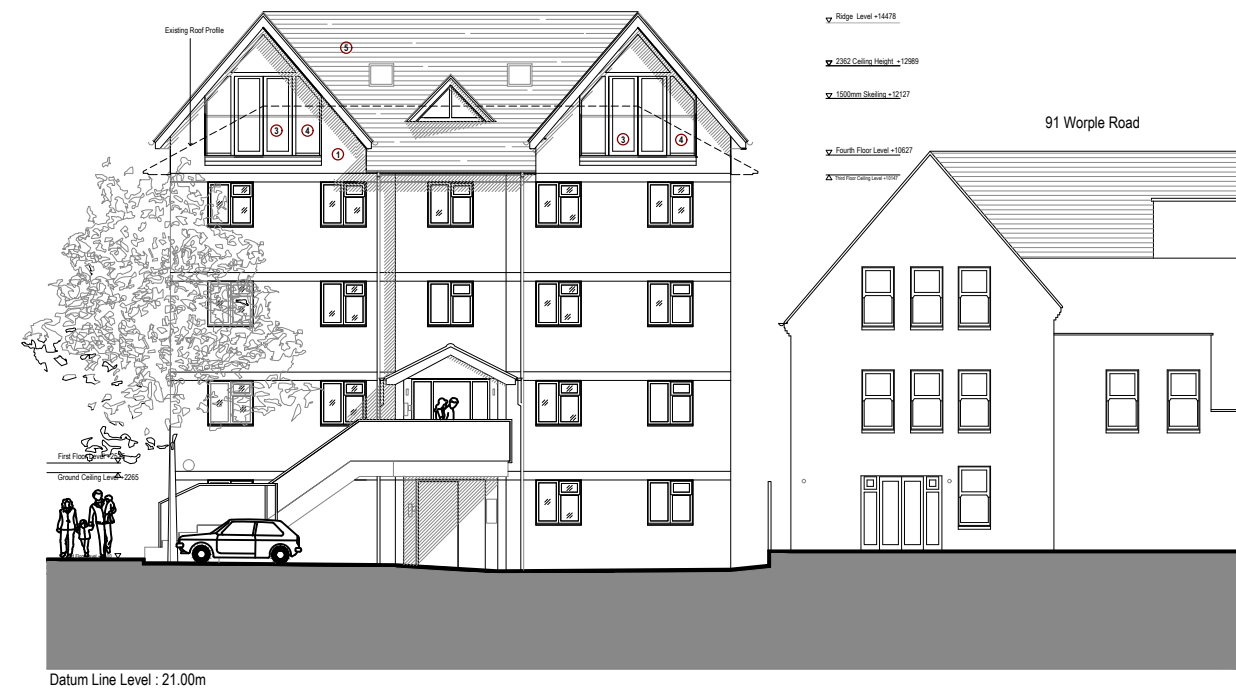 Existing Roof Profile
5
3
4
1
3
4
Ridge Level +14478
2362 Ceiling Height +12989
1500mm Skeiling +12127
Fourth Floor Level +10627
Third Floor Ceiling Level +10147
91 Worple Road
First Floor Level
Ground Ceiling Level +2265
Datum Line Level : 21.00m